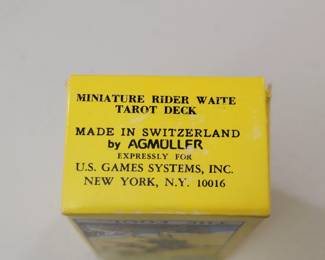 MINIATURE RIDER WAITE
TAROT DECK
MADE IN SWITZERLAND
by AGMÜLLER
EXPRESSLY FOR
U.S. GAMES SYSTEMS, INC.
NEW YORK, N.Y. 10016